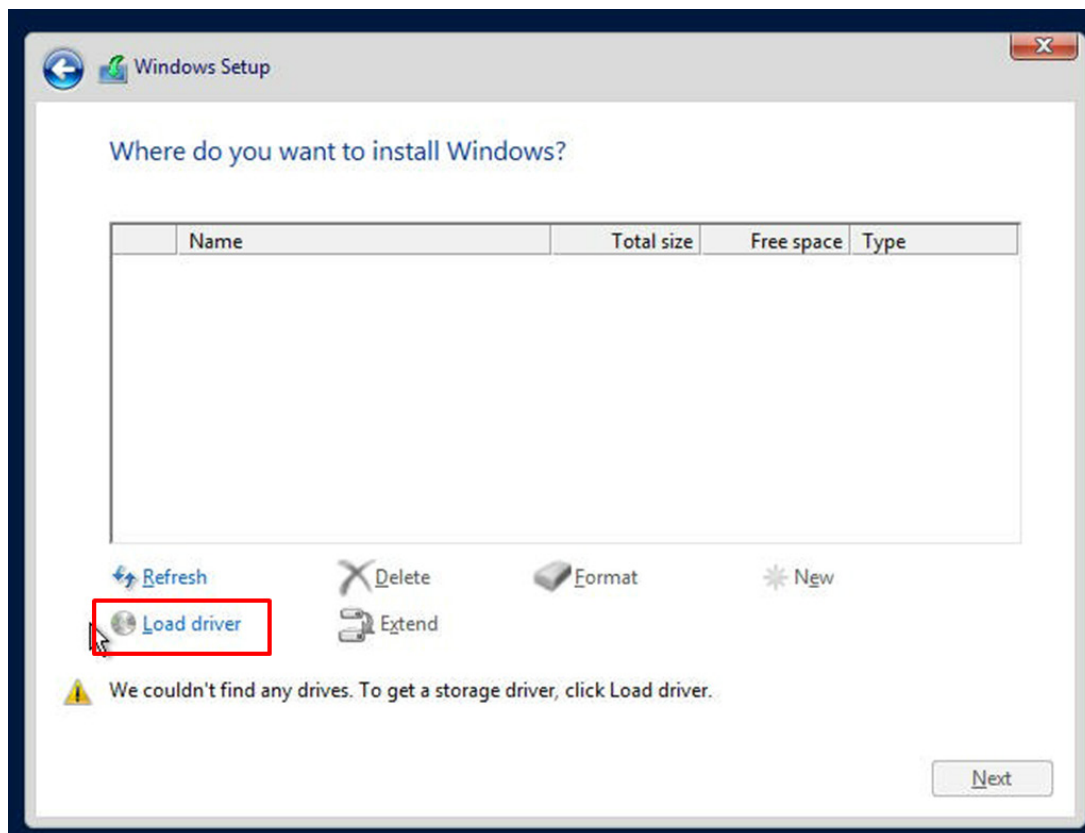 Windows Setup
Where do you want to install Windows?
Name Total size Free space Type
Refresh Delete Format New
Load driver Extend
We couldn't find any drives. To get a storage driver, click Load driver.
Next